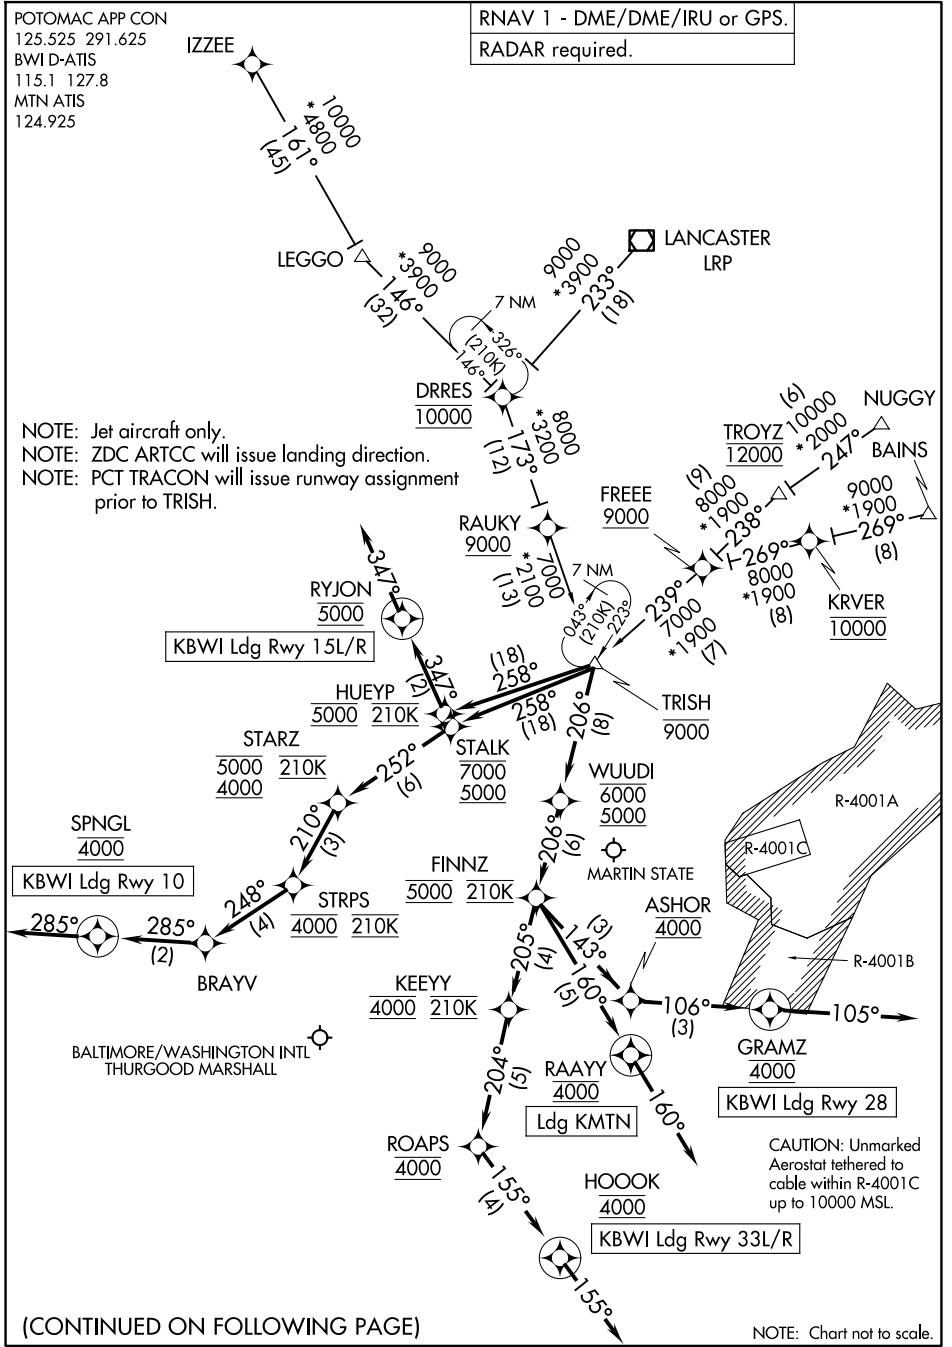 POTOMAC APP CON
125.525 291.625
BWI D-ATIS
115.1 127.8
MTN ATIS
124.925
RNAV 1 - DME/DME/IRU or GPS.
RADAR required.
IZZEE
10000
*4800
161°
(45)
LEGGO
9000
*3900
146°
(32)
LANCASTER
LRP
9000
*3900
233°
(18)
7 NM
326°
(210K)
146°
DRRES
10000
8000
*3200
173°
(12)
NOTE: Jet aircraft only.
NOTE: ZDC ARTCC will issue landing direction.
NOTE: PCT TRACON will issue runway assignment
prior to TRISH.
NUGGY
(6)
10000
*2000
247°
TROYZ
12000
BAINS
9000
*1900
269°
(8)
(9)
8000
*1900
238°
FREEE
9000
269°
8000
*1900
(8)
KRVER
10000
RAUKY
9000
7000
*2100
(13)
7 NM
043°
(210K)
223°
239°
7000
*1900
(7)
TRISH
9000
347°
RYJON
5000
KBWI Ldg Rwy 15L/R
347°
(2)
(18)
258°
258°
(18)
HUEYP
5000 210K
STALK
7000
5000
206°
(8)
STARZ
5000 210K
4000
252°
(6)
WUUDI
6000
5000
206°
(6)
MARTIN STATE
R-4001A
R-4001C
R-4001B
SPNGL
4000
KBWI Ldg Rwy 10
210°
(3)
STRPS
4000 210K
248°
(4)
285°
285°
(2)
BRAYV
FINNZ
5000 210K
(3)
143°
ASHOR
4000
205°
(4)
160°
(5)
106°
(3)
105°
KEEYY
4000 210K
GRAMZ
4000
KBWI Ldg Rwy 28
BALTIMORE/WASHINGTON INTL
THURGOOD MARSHALL
RAAYY
4000
Ldg KMTN
160°
204°
(5)
ROAPS
4000
155°
(4)
HOOOK
4000
KBWI Ldg Rwy 33L/R
155°
CAUTION: Unmarked
Aerostat tethered to
cable within R-4001C
up to 10000 MSL.
(CONTINUED ON FOLLOWING PAGE)
NOTE: Chart not to scale.